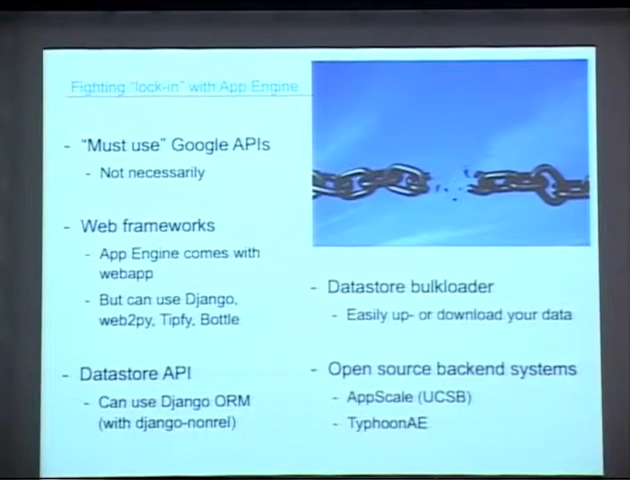 Fighting "lock-in" with App Engine
- "Must use" Google APIs
- Not necessarily
- Web frameworks
- App Engine comes with
webapp
- But can use Django,
web2py, Tipfy, Bottle
- Datastore API
- Can use Django ORM
(with django-nonrel)
- Datastore bulkloader
- Easily up- or download your data
- Open source backend systems
- AppScale (UCSB)
- TyphoonAE